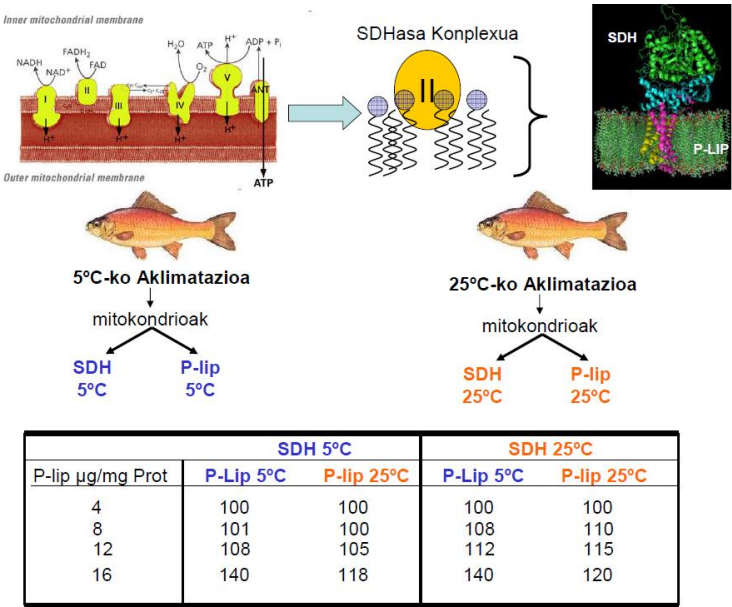 Inner mitochondrial membrane
NADH
NAD+
FADH2
FAD
H2O
O2
ATP
H+
ADP + Pi
I
II
III
IV
V
ANT
H+
H+
H+
Outer mitochondrial membrane
ATP
SDHasa Konplexua
II
SDH
P-LIP
5ºC-ko Aklimatazioa
mitokondrioak
SDH P-lip
5ºC 5ºC
25ºC-ko Aklimatazioa
mitokondrioak
SDH P-lip
25ºC 25ºC
SDH 5ºC SDH 25ºC
P-lip µg/mg Prot P-Lip 5ºC P-lip 25ºC P-Lip 5ºC P-lip 25ºC
4 100 100 100 100
8 101 100 108 110
12 108 105 112 115
16 140 118 140 120